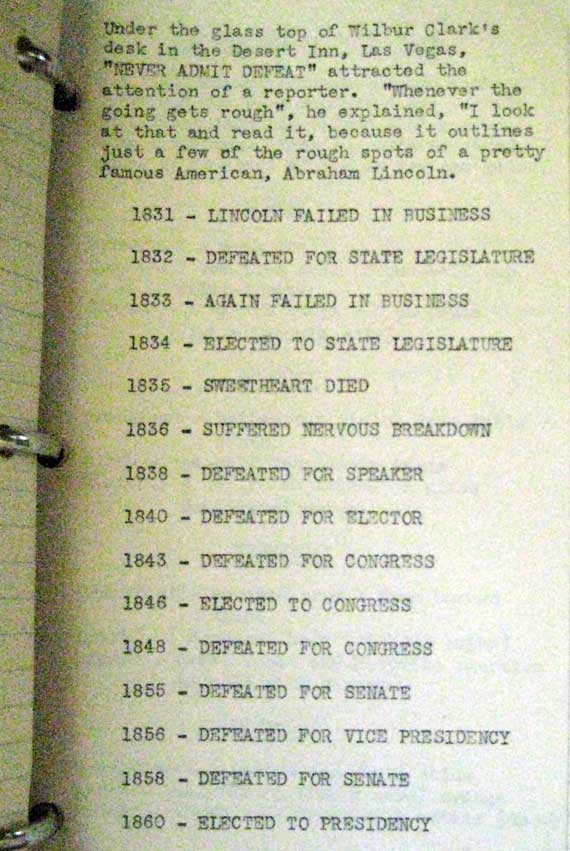 Under the glass top of Wilbur Clark's
desk in the Desert Inn, Las Vegas,
"NEVER ADMIT DEFEAT" attracted the
attention of a reporter. "Whenever the
going gets rough", he explained, "I look
at that and read it, because it outlines
just a few of the rough spots of a pretty
famous American, Abraham Lincoln.
1831 - LINCOLN FAILED IN BUSINESS
1832 - DEFEATED FOR STATE LEGISLATURE
1833 - AGAIN FAILED IN BUSINESS
1834 - ELECTED TO STATE LEGISLATURE
1835 - SWEETHEART DIED
1836 - SUFFERED NERVOUS BREAKDOWN
1838 - DEFEATED FOR SPEAKER
1840 - DEFEATED FOR ELECTOR
1843 - DEFEATED FOR CONGRESS
1846 - ELECTED TO CONGRESS
1848 - DEFEATED FOR CONGRESS
1855 - DEFEATED FOR SENATE
1856 - DEFEATED FOR VICE PRESIDENCY
1858 - DEFEATED FOR SENATE
1860 - ELECTED TO PRESIDENCY